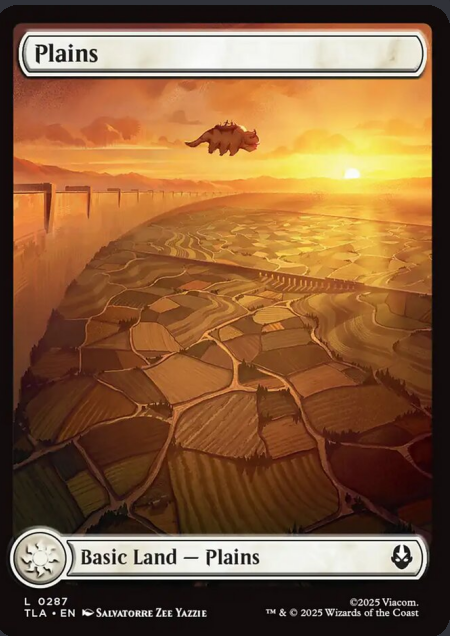 Plains
Basic Land — Plains
L 0287
TLA • EN Salvatorre Zee Yazzie
©2025 Viacom.
™ & © 2025 Wizards of the Coast